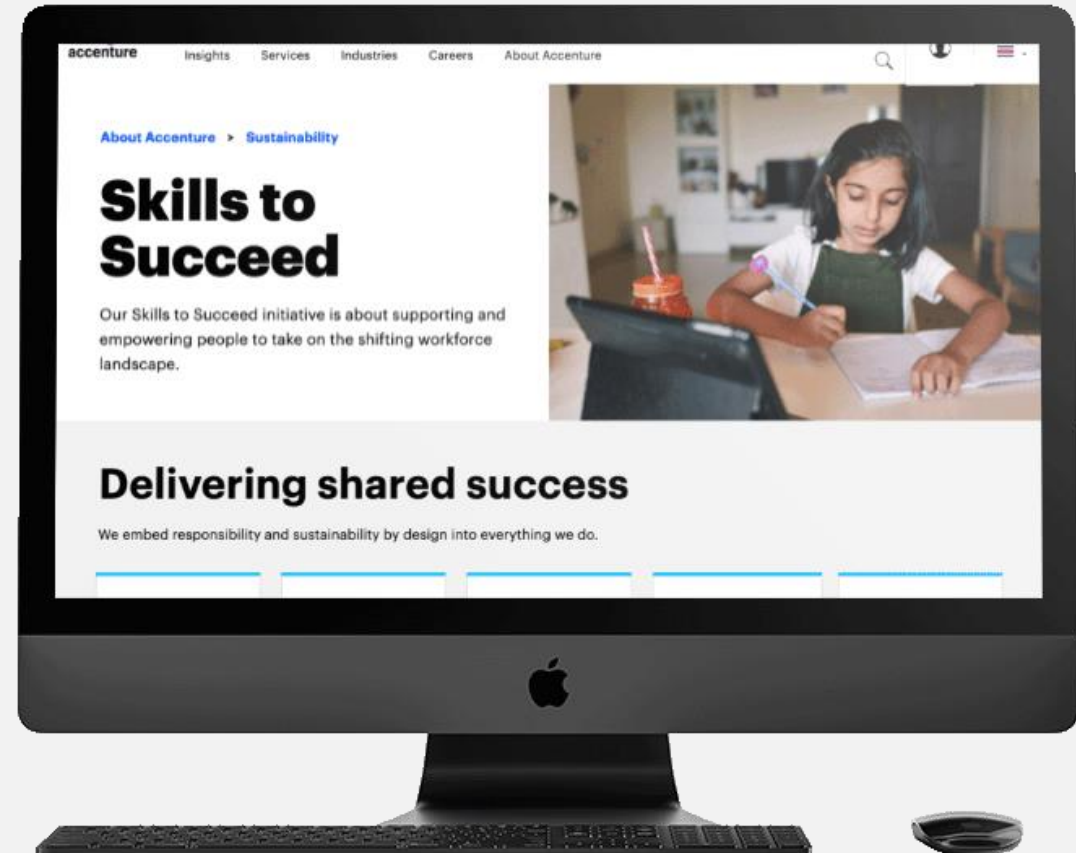 accenture Insights Services Industries Careers About Accenture
About Accenture > Sustainability
Skills to
Succeed
Our Skills to Succeed initiative is about supporting and
empowering people to take on the shifting workforce
landscape.
Delivering shared success
We embed responsibility and sustainability by design into everything we do.